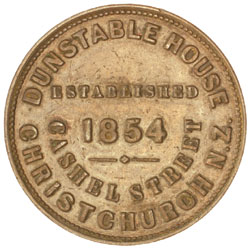 DUNSTABLE HOUSE
ESTABLISHED
1854
CASHEL STREET
CHRISTCHURCH N.Z.